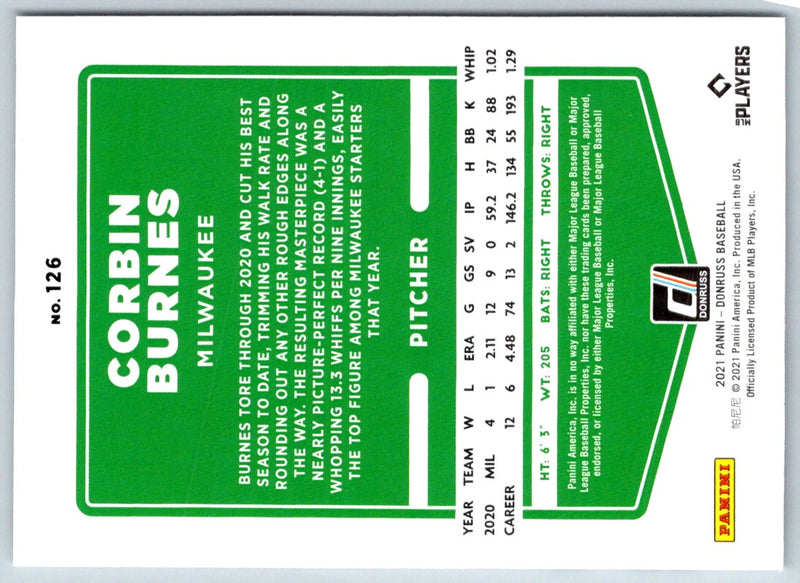 NO. 126
CORBIN
BURNES
MILWAUKEE
BURNES TORE THROUGH 2020 AND CUT HIS BEST
SEASON TO DATE, TRIMMING HIS WALK RATE AND
ROUNDING OUT ANY OTHER ROUGH EDGES ALONG
THE WAY. THE RESULTING MASTERPIECE WAS A
NEARLY PICTURE-PERFECT RECORD (4-1) AND A
WHOPPING 13.3 WHIFFS PER NINE INNINGS, EASILY
THE TOP FIGURE AMONG MILWAUKEE STARTERS
THAT YEAR.
PITCHER
YEAR TEAM W L ERA G GS SV IP H BB K WHIP
2020 MIL 4 1 2.11 12 9 0 59.2 37 24 88 1.02
CAREER 12 6 4.48 74 13 2 146.2 134 55 193 1.29
HT: 6' 3" WT: 205 BATS: RIGHT THROWS: RIGHT
Panini America, Inc. is in no way affiliated with either Major League Baseball or Major
League Baseball Properties, Inc. nor have these trading cards been prepared, approved,
endorsed, or licensed by either Major League Baseball or Major League Baseball
Properties, Inc.
DONRUSS
2021 PANINI – DONRUSS BASEBALL
帕尼尼 © 2021 Panini America, Inc. Produced in the USA.
Officially Licensed Product of MLB Players, Inc.
PANINI
MLB PLAYERS